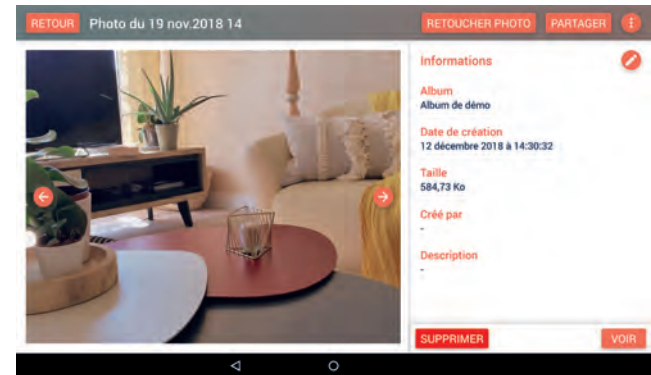 RETOUR Photo du 19 nov.2018 14 RETOUCHER PHOTO PARTAGER
Informations
Album
Album de démo
Date de création
12 décembre 2018 à 14:30:32
Taille
584,73 Ko
Créé par
-
Description
-
SUPPRIMER VOIR